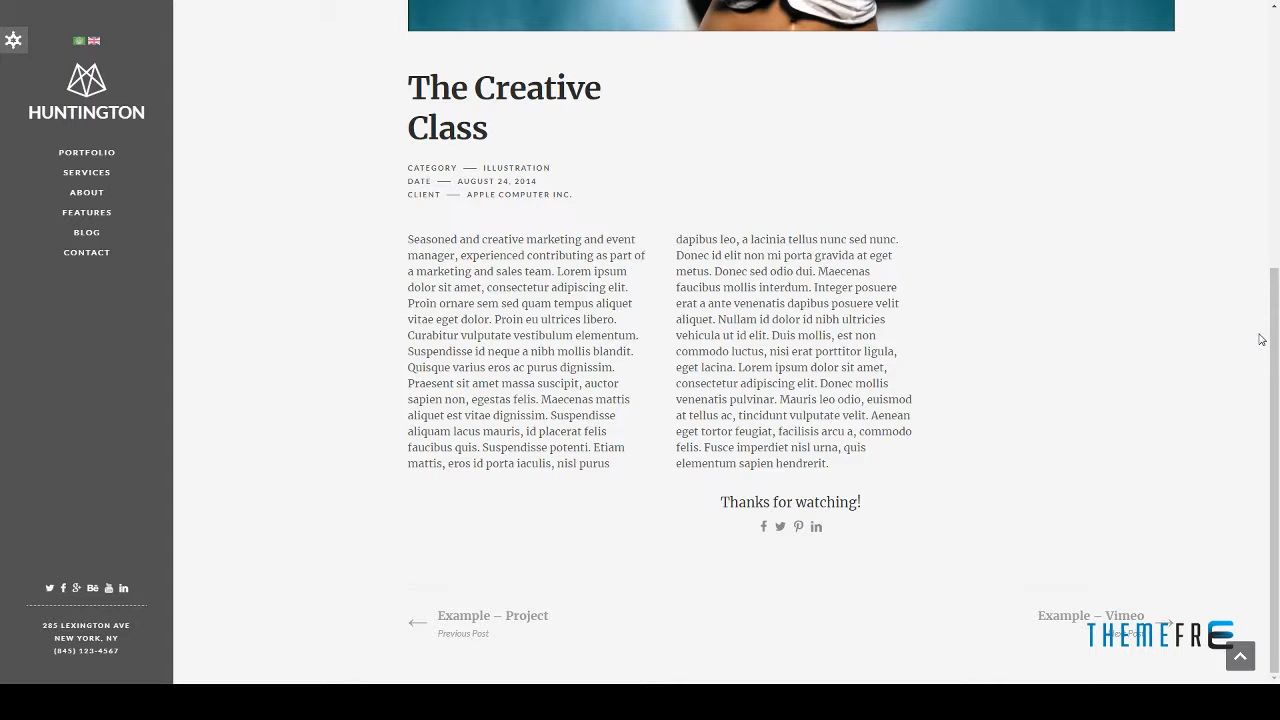 HUNTINGTON
PORTFOLIO
SERVICES
ABOUT
FEATURES
BLOG
CONTACT
285 LEXINGTON AVE
NEW YORK, NY
(845) 123-4567
The Creative
Class
CATEGORY — ILLUSTRATION
DATE — AUGUST 24, 2014
CLIENT — APPLE COMPUTER INC.
Seasoned and creative marketing and event
manager, experienced contributing as part of
a marketing and sales team. Lorem ipsum
dolor sit amet, consectetur adipiscing elit.
Proin ornare sem sed quam tempus aliquet
vitae eget dolor. Proin eu ultrices libero.
Curabitur vulputate vestibulum elementum.
Suspendisse id neque a nibh mollis blandit.
Quisque varius eros ac purus dignissim.
Praesent sit amet massa suscipit, auctor
sapien non, egestas felis. Maecenas mattis
aliquet est vitae dignissim. Suspendisse
aliquam lacus mauris, id placerat felis
faucibus quis. Suspendisse potenti. Etiam
mattis, eros id porta iaculis, nisl purus
dapibus leo, a lacinia tellus nunc sed nunc.
Donec id elit non mi porta gravida at eget
metus. Donec sed odio dui. Maecenas
faucibus mollis interdum. Integer posuere
erat a ante venenatis dapibus posuere velit
aliquet. Nullam id dolor id nibh ultricies
vehicula ut id elit. Duis mollis, est non
commodo luctus, nisi erat porttitor ligula,
eget lacina. Lorem ipsum dolor sit amet,
consectetur adipiscing elit. Donec mollis
venenatis pulvinar. Mauris leo odio, euismod
at tellus ac, tincidunt vulputate velit. Aenean
eget tortor feugiat, facilisis arcu a, commodo
felis. Fusce imperdiet nisl urna, quis
elementum sapien hendrerit.
Thanks for watching!
Example – Project
Previous Post
Example – Vimeo
Next Post
THEMEFRE